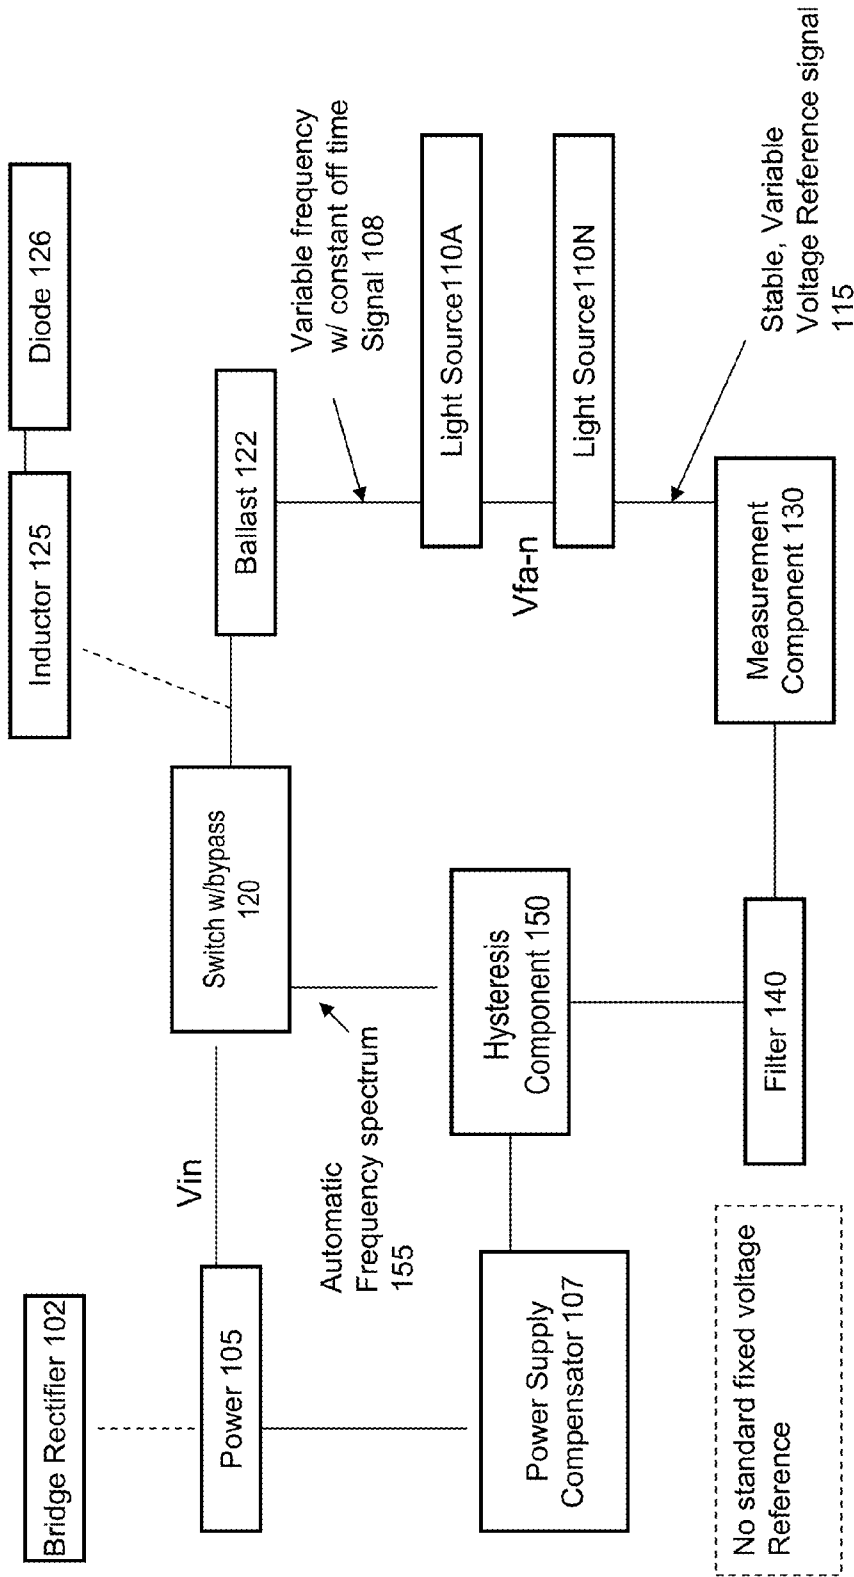 Bridge Rectifier 102
Inductor 125
Diode 126
Power 105
Vin
Switch w/bypass
120
Ballast 122
Variable frequency
w/ constant off time
Signal 108
Automatic
Frequency spectrum
155
Light Source110A
Vfa-n
Light Source110N
Power Supply
Compensator 107
Hysteresis
Component 150
Stable, Variable
Voltage Reference signal
115
No standard fixed voltage
Reference
Filter 140
Measurement
Component 130